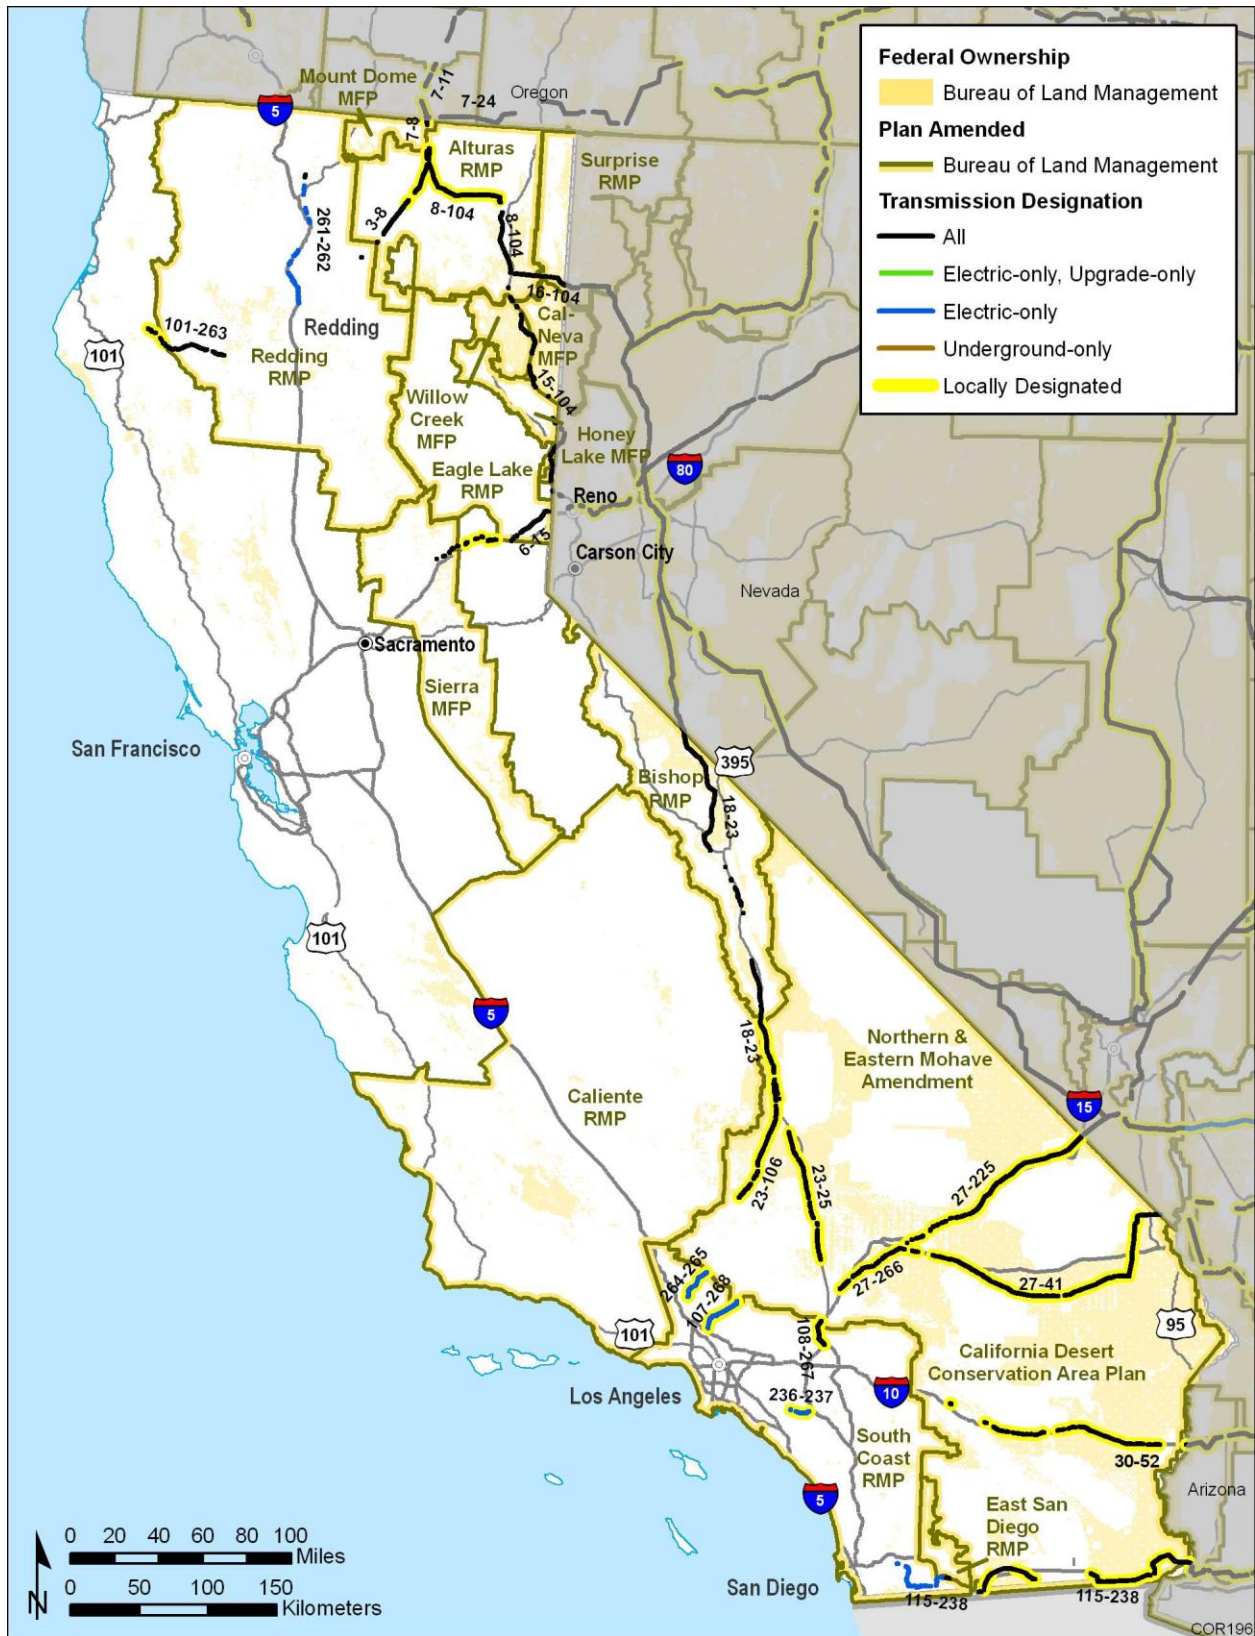 Federal Ownership
Bureau of Land Management
Plan Amended
Bureau of Land Management
Transmission Designation
All
Electric-only, Upgrade-only
Electric-only
Underground-only
Locally Designated
Mount Dome
MFP
7-11
7-24
Oregon
5
7-8
Alturas
RMP
Surprise
RMP
3-8
8-104
8-104
261-262
16-104
Cal-
Neva
MFP
101-263
101
Redding
Redding
RMP
15-104
Willow
Creek
MFP
Honey
Lake MFP
80
Eagle Lake
RMP
Reno
6-15
Carson City
Nevada
Sacramento
Sierra
MFP
San Francisco
395
Bishop
RMP
18-23
101
5
18-23
Northern &
Eastern Mohave
Amendment
Caliente
RMP
15
23-106
23-25
27-225
264-265
27-266
27-41
107-268
101
108-267
95
California Desert
Conservation Area Plan
Los Angeles
10
236-237
South
Coast
RMP
30-52
Arizona
5
East San
Diego
RMP
San Diego
115-238
115-238
0 20 40 60 80 100
Miles
0 50 100 150
Kilometers
N
COR196